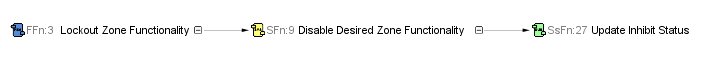 FFn:3 Lockout Zone Functionality SFn:9 Disable Desired Zone Functionality SsFn:27 Update Inhibit Status